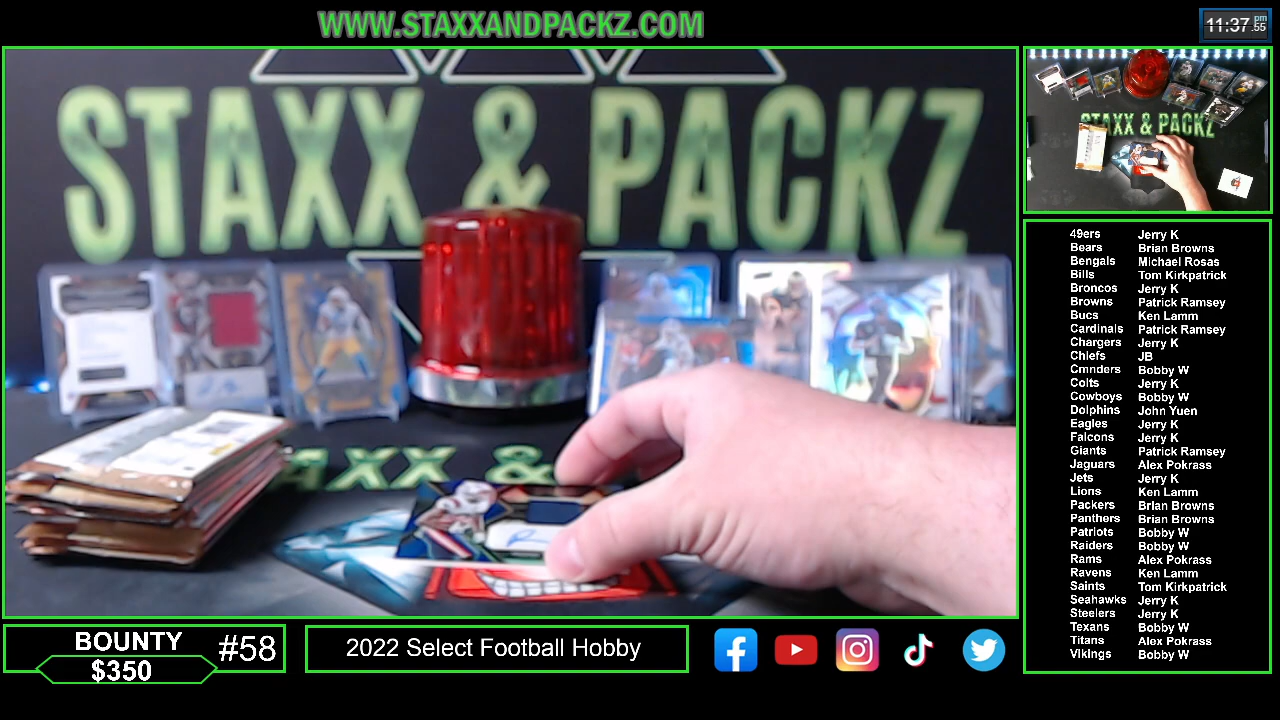 WWW.STAXXANDPACKZ.COM
11:37 pm .55
STAXX & PACKZ
STAXX & PACKZ
AXX &
49ers Jerry K
Bears Brian Browns
Bengals Michael Rosas
Bills Tom Kirkpatrick
Broncos Jerry K
Browns Patrick Ramsey
Bucs Ken Lamm
Cardinals Patrick Ramsey
Chargers Jerry K
Chiefs JB
Cmnders Bobby W
Colts Jerry K
Cowboys Bobby W
Dolphins John Yuen
Eagles Jerry K
Falcons Jerry K
Giants Patrick Ramsey
Jaguars Alex Pokrass
Jets Jerry K
Lions Ken Lamm
Packers Brian Browns
Panthers Brian Browns
Patriots Bobby W
Raiders Bobby W
Rams Alex Pokrass
Ravens Ken Lamm
Saints Tom Kirkpatrick
Seahawks Jerry K
Steelers Jerry K
Texans Bobby W
Titans Alex Pokrass
Vikings Bobby W
BOUNTY #58
$350
2022 Select Football Hobby